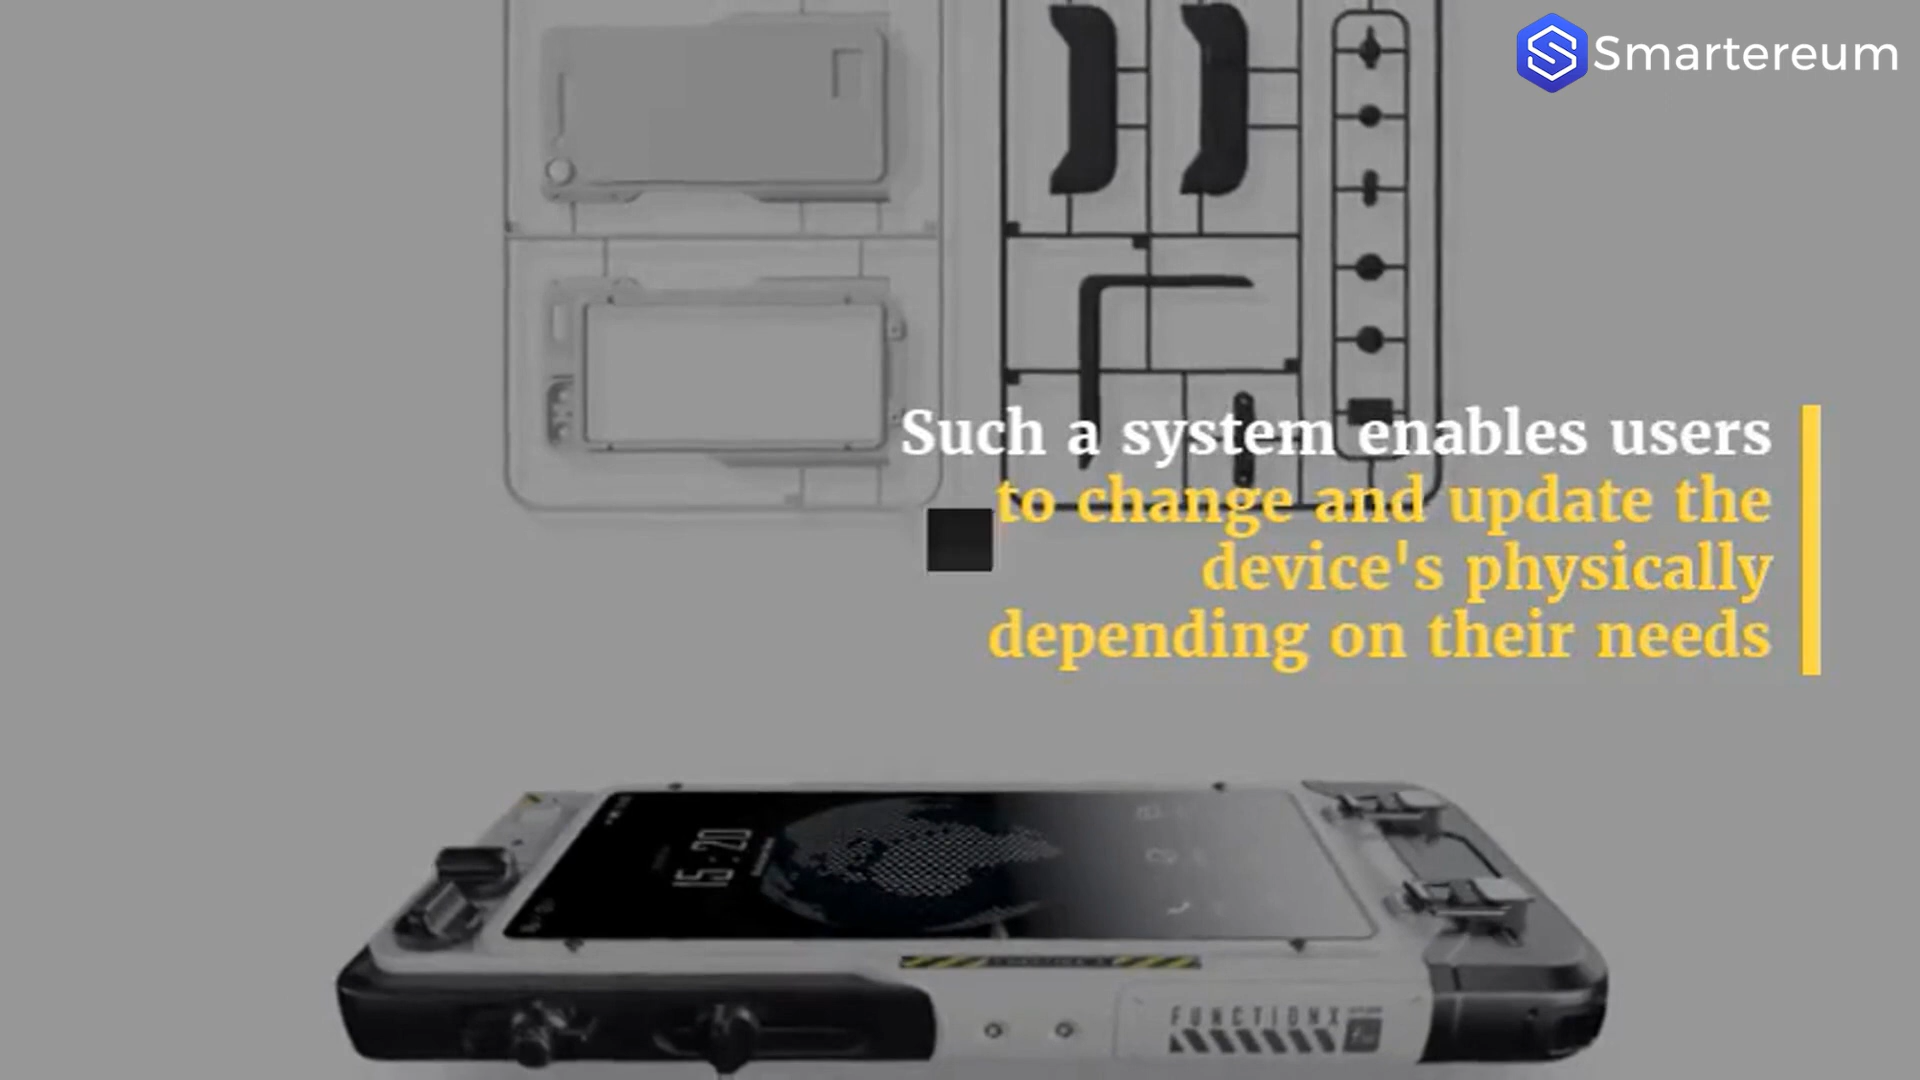 Smartereum
Such a system enables users
to change and update the
device's physically
depending on their needs
15:20
FUNCTIONX